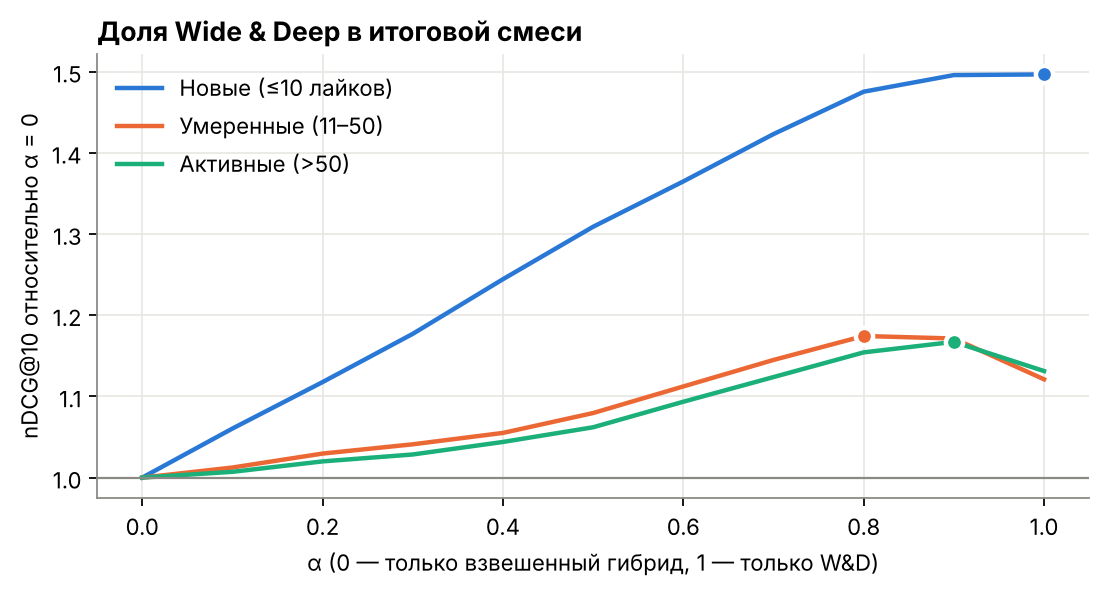 Доля Wide & Deep в итоговой смеси
nDCG@10 относительно α = 0
1.5
1.4
1.3
1.2
1.1
1.0
Новые (≤10 лайков)
Умеренные (11–50)
Активные (>50)
0.0 0.2 0.4 0.6 0.8 1.0
α (0 — только взвешенный гибрид, 1 — только W&D)